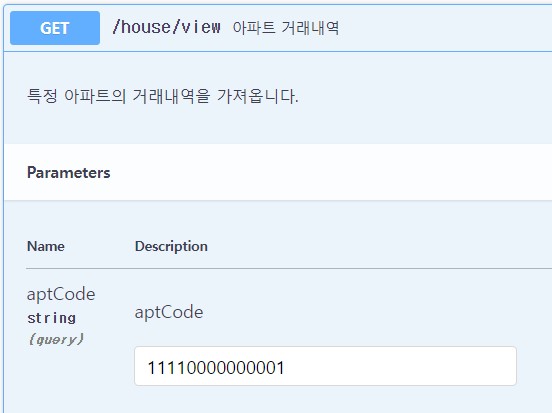 GET /house/view 아파트 거래내역
특정 아파트의 거래내역을 가져옵니다.
Parameters
Name Description
aptCode
string
(query)
aptCode
11110000000001